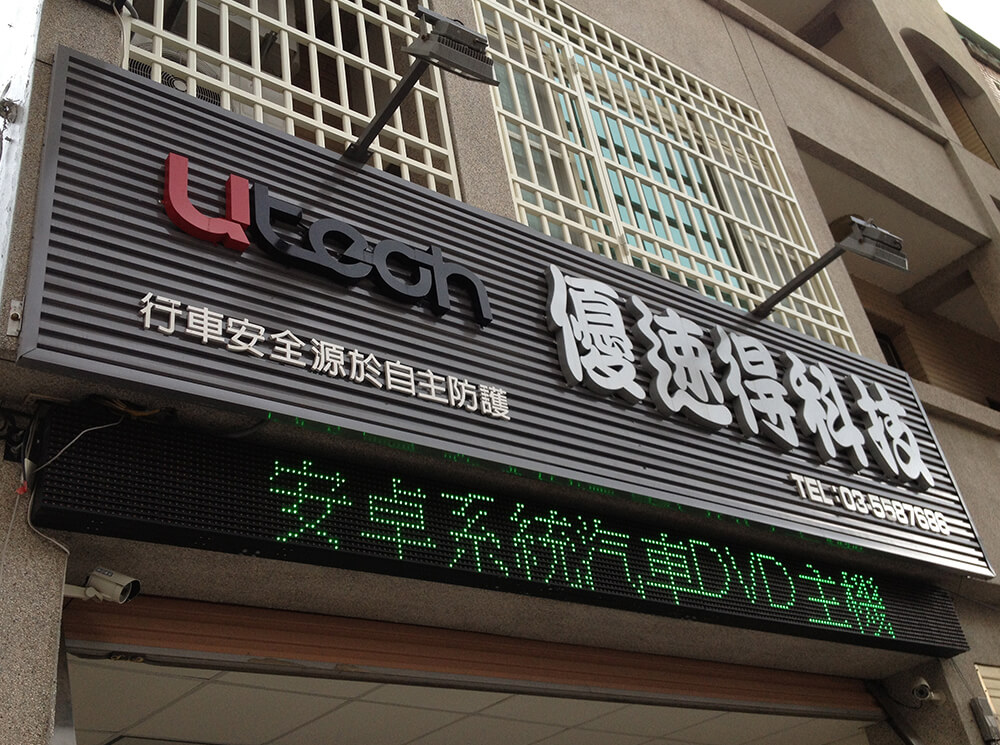 utech
優速得科技
行車安全源於自主防護
TEL:03-5587686
安卓系統汽車DVD主機